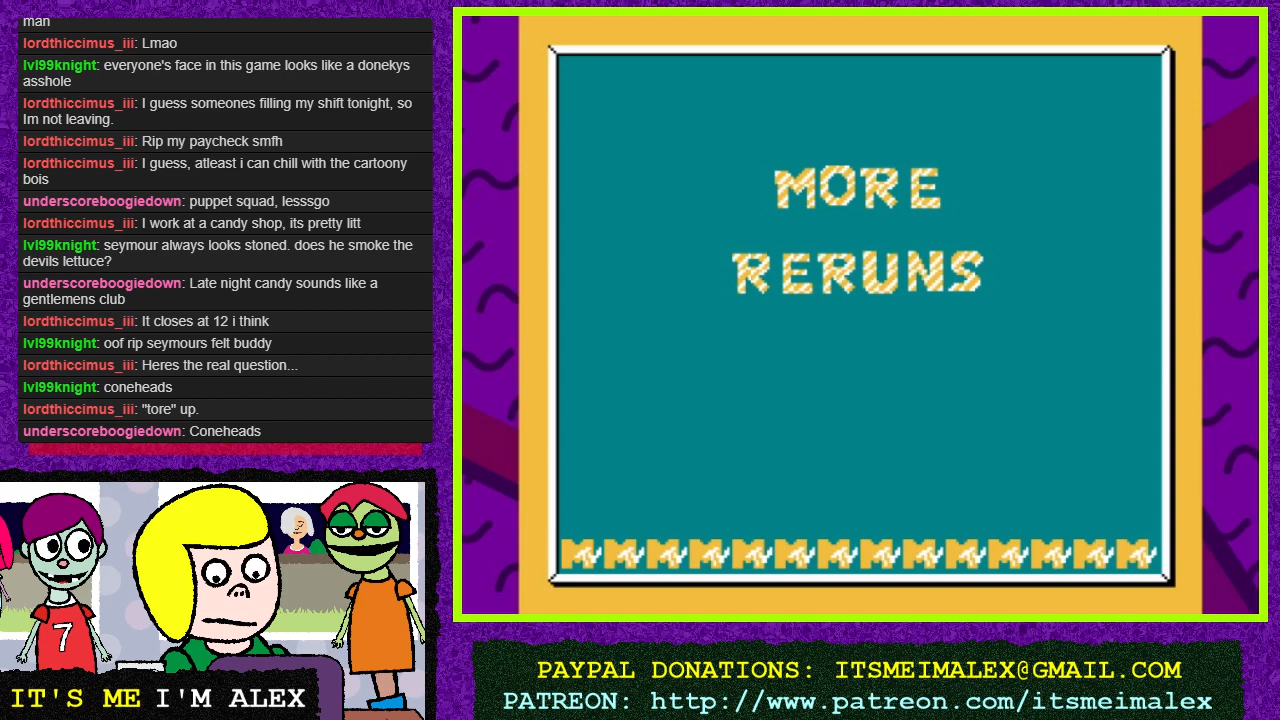 man
lordthiccimus_iii: Lmao
lvl99knight: everyone's face in this game looks like a donekys
asshole
lordthiccimus_iii: I guess someones filling my shift tonight, so
Im not leaving.
lordthiccimus_iii: Rip my paycheck smfh
lordthiccimus_iii: I guess, atleast i can chill with the cartoony
bois
underscoreboogiedown: puppet squad, lesssgo
lordthiccimus_iii: I work at a candy shop, its pretty litt
lvl99knight: seymour always looks stoned. does he smoke the
devils lettuce?
underscoreboogiedown: Late night candy sounds like a
gentlemens club
lordthiccimus_iii: It closes at 12 i think
lvl99knight: oof rip seymours felt buddy
lordthiccimus_iii: Heres the real question...
lvl99knight: coneheads
lordthiccimus_iii: "tore" up.
underscoreboogiedown: Coneheads
MORE
RERUNS
7
IT'S ME I'M ALEX
PAYPAL DONATIONS: ITSMEIMALEX@GMAIL.COM
PATREON: http://www.patreon.com/itsmeimalex